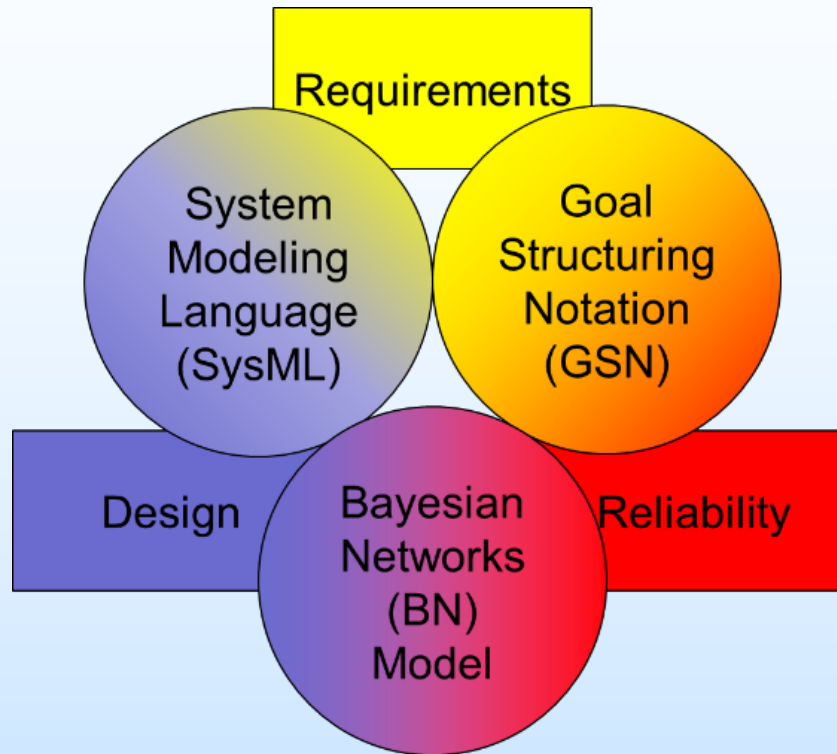 Requirements
System
Modeling
Language
(SysML)
Goal
Structuring
Notation
(GSN)
Design
Bayesian
Networks
(BN)
Model
Reliability